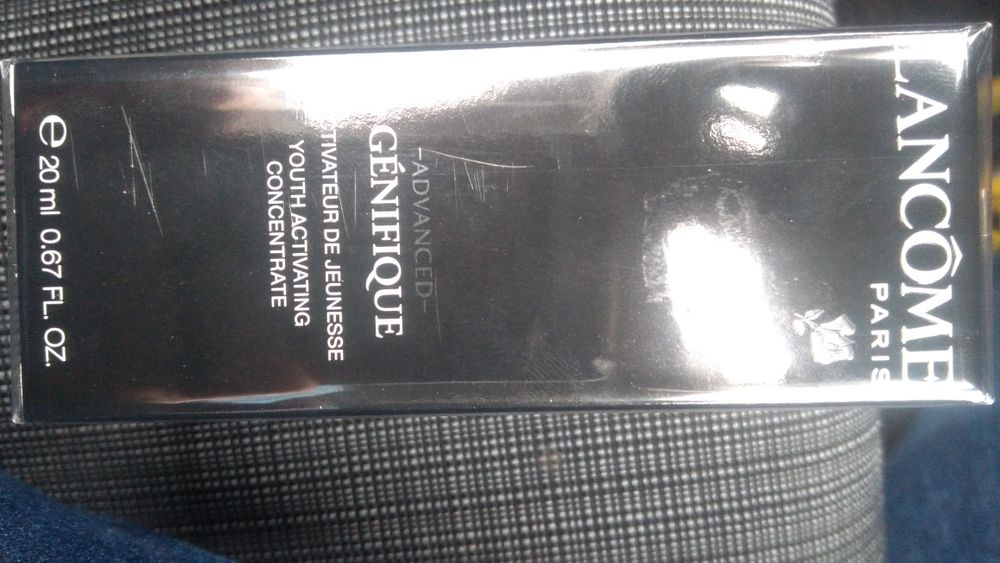 LANCÔME
PARIS
-ADVANCED-
GÉNIFIQUE
TIVATEUR DE JEUNESSE
YOUTH ACTIVATING
CONCENTRATE
e 20 ml 0.67 FL. OZ.